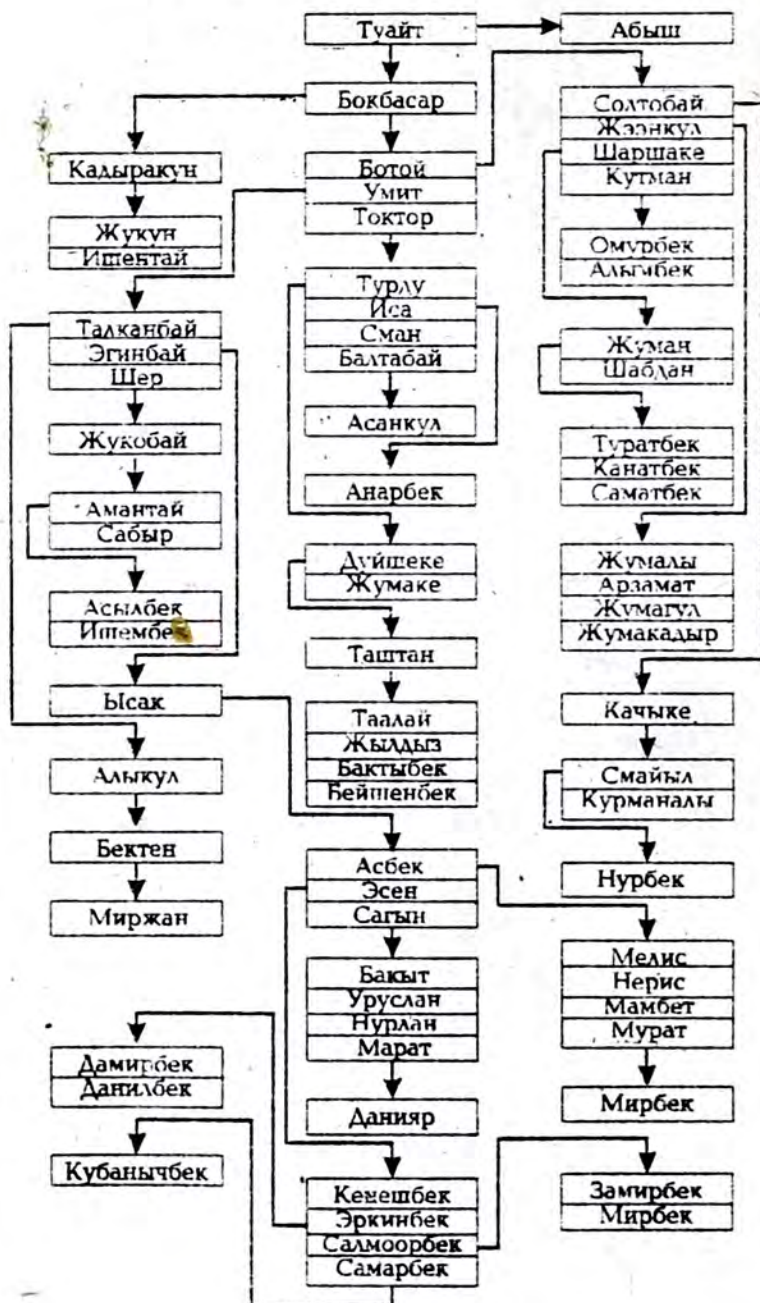 Туайт
Абыш
Бокбасар
Солтобай
Жээнкул
Шаршаке
Кутман
Кадыракун
Ботой
Умит
Токтор
Жукун
Ишентай
Омурбек
Алымбек
Турлу
Иса
Сман
Балтабай
Талканбай
Эгинбай
Шер
Жуман
Шабдан
Асанкул
Жукобай
Туратбек
Канатбек
Саматбек
Анарбек
Амантай
Сабыр
Дуйшеке
Жумаке
Жумалы
Арзамат
Жумагул
Жумакадыр
Асылбек
Ишембек
Таштан
Ысак
Качыке
Таалай
Жылдыз
Бактыбек
Бейшенбек
Алыкул
Смайыл
Курманалы
Бектен
Асбек
Эсен
Сагын
Нурбек
Миржан
Мелис
Нерис
Мамбет
Мурат
Бакыт
Уруслан
Нурлан
Марат
Дамирбек
Данилбек
Данияр
Мирбек
Кубанычбек
Кемешбек
Эркинбек
Салмоорбек
Самарбек
Замирбек
Мирбек